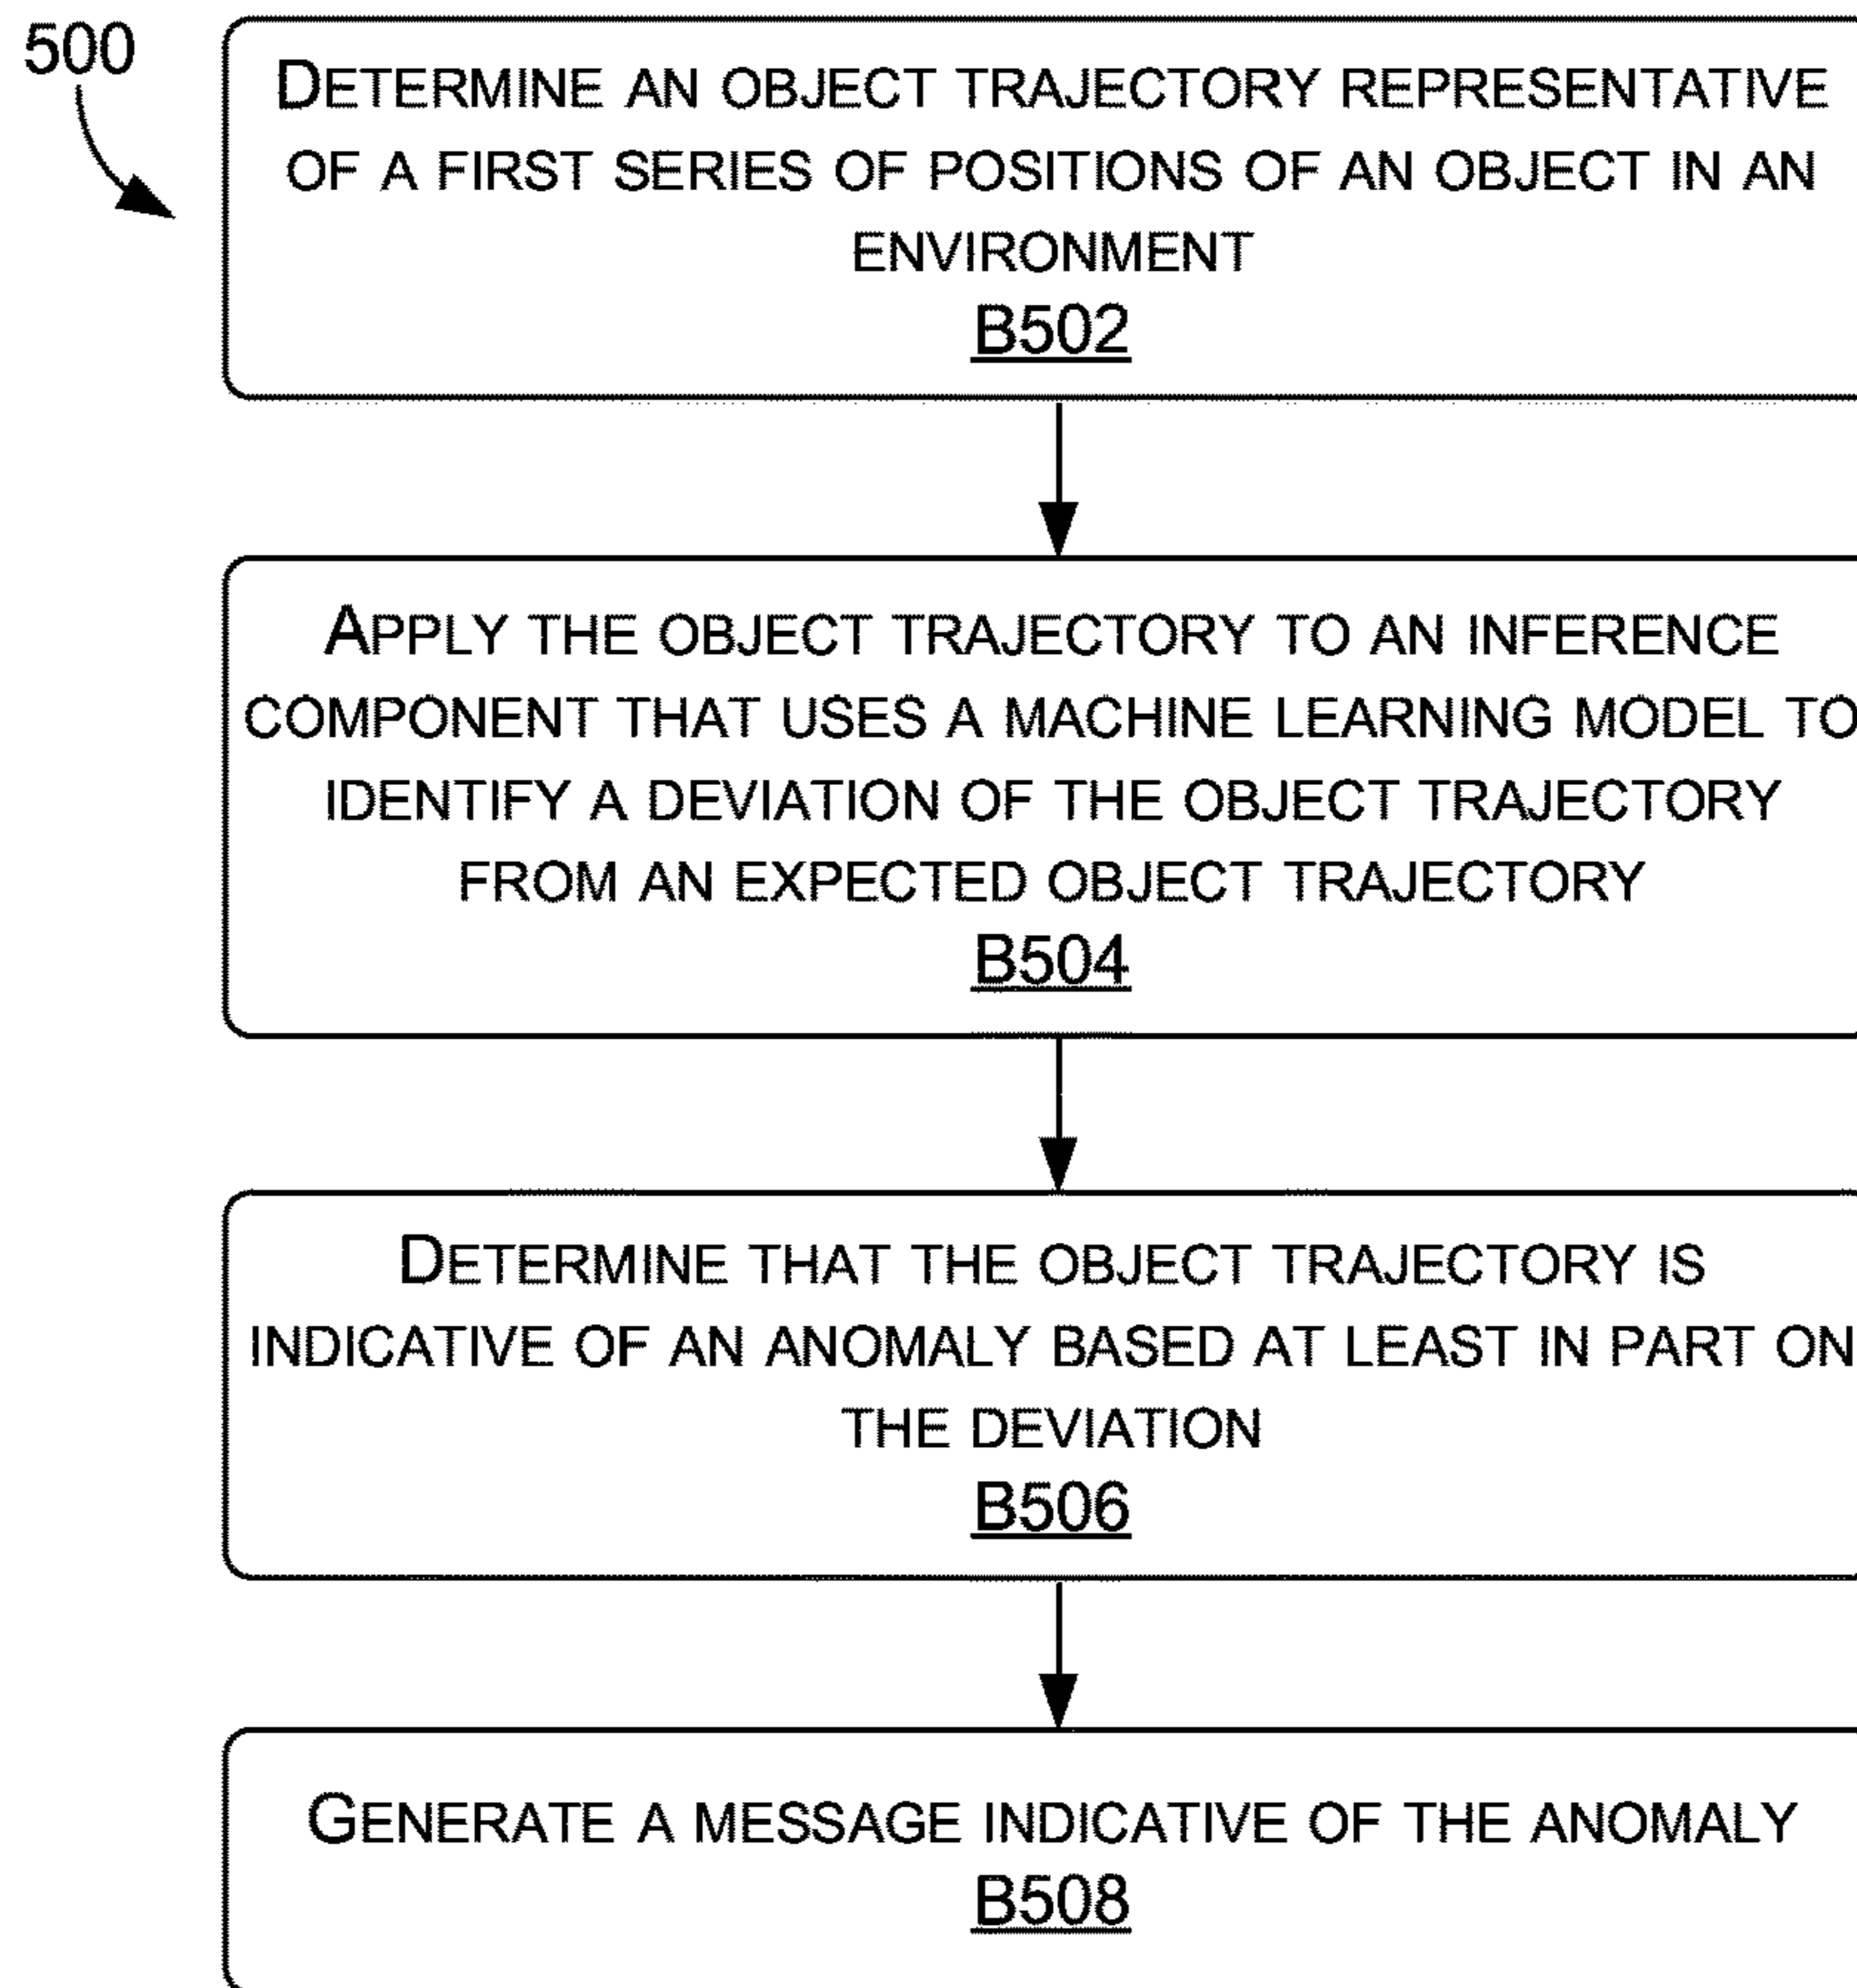 500
DETERMINE AN OBJECT TRAJECTORY REPRESENTATIVE
OF A FIRST SERIES OF POSITIONS OF AN OBJECT IN AN
ENVIRONMENT
B502
APPLY THE OBJECT TRAJECTORY TO AN INFERENCE
COMPONENT THAT USES A MACHINE LEARNING MODEL TO
IDENTIFY A DEVIATION OF THE OBJECT TRAJECTORY
FROM AN EXPECTED OBJECT TRAJECTORY
B504
DETERMINE THAT THE OBJECT TRAJECTORY IS
INDICATIVE OF AN ANOMALY BASED AT LEAST IN PART ON
THE DEVIATION
B506
GENERATE A MESSAGE INDICATIVE OF THE ANOMALY
B508